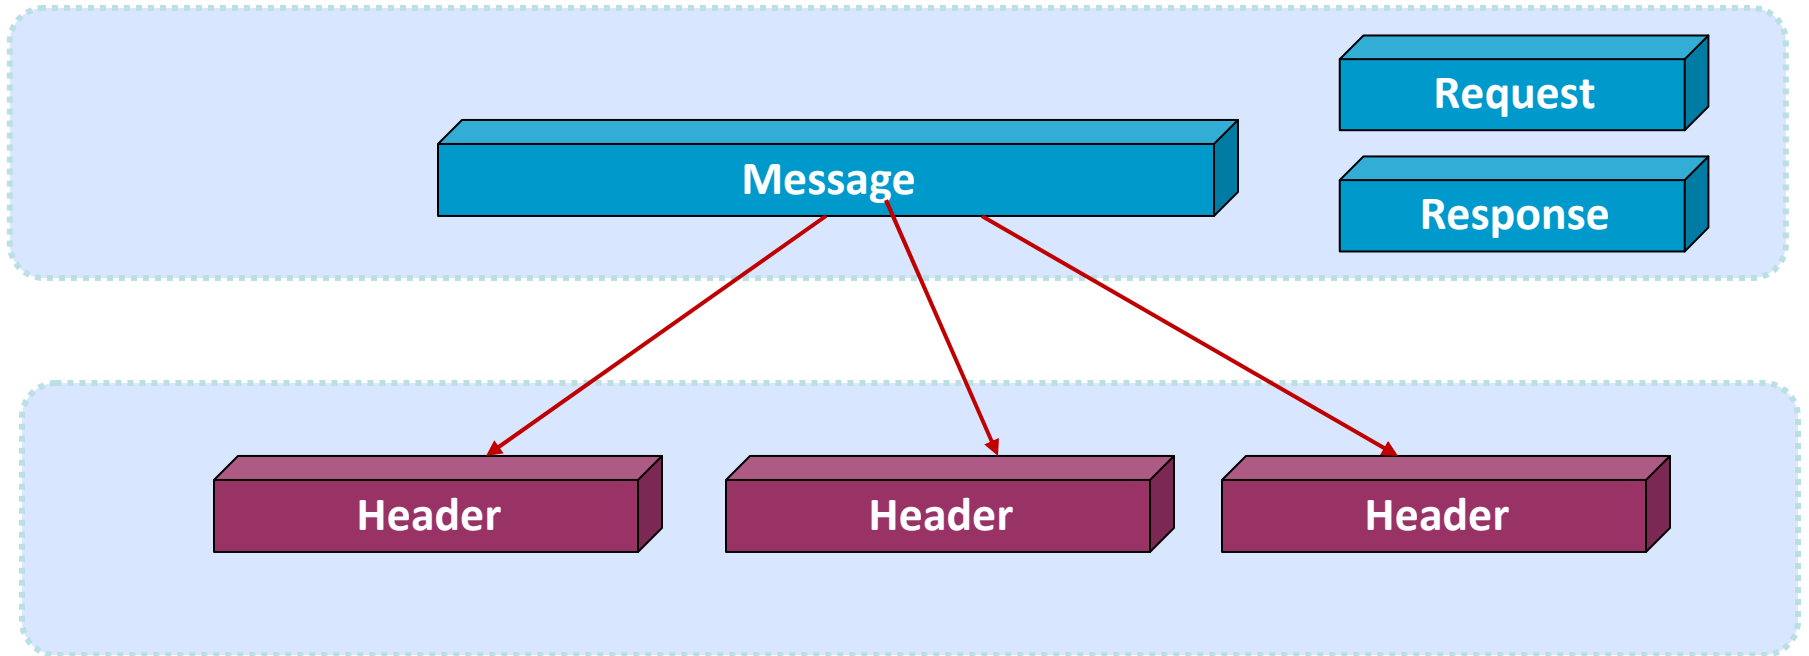 Request
Message
Response
Header
Header
Header